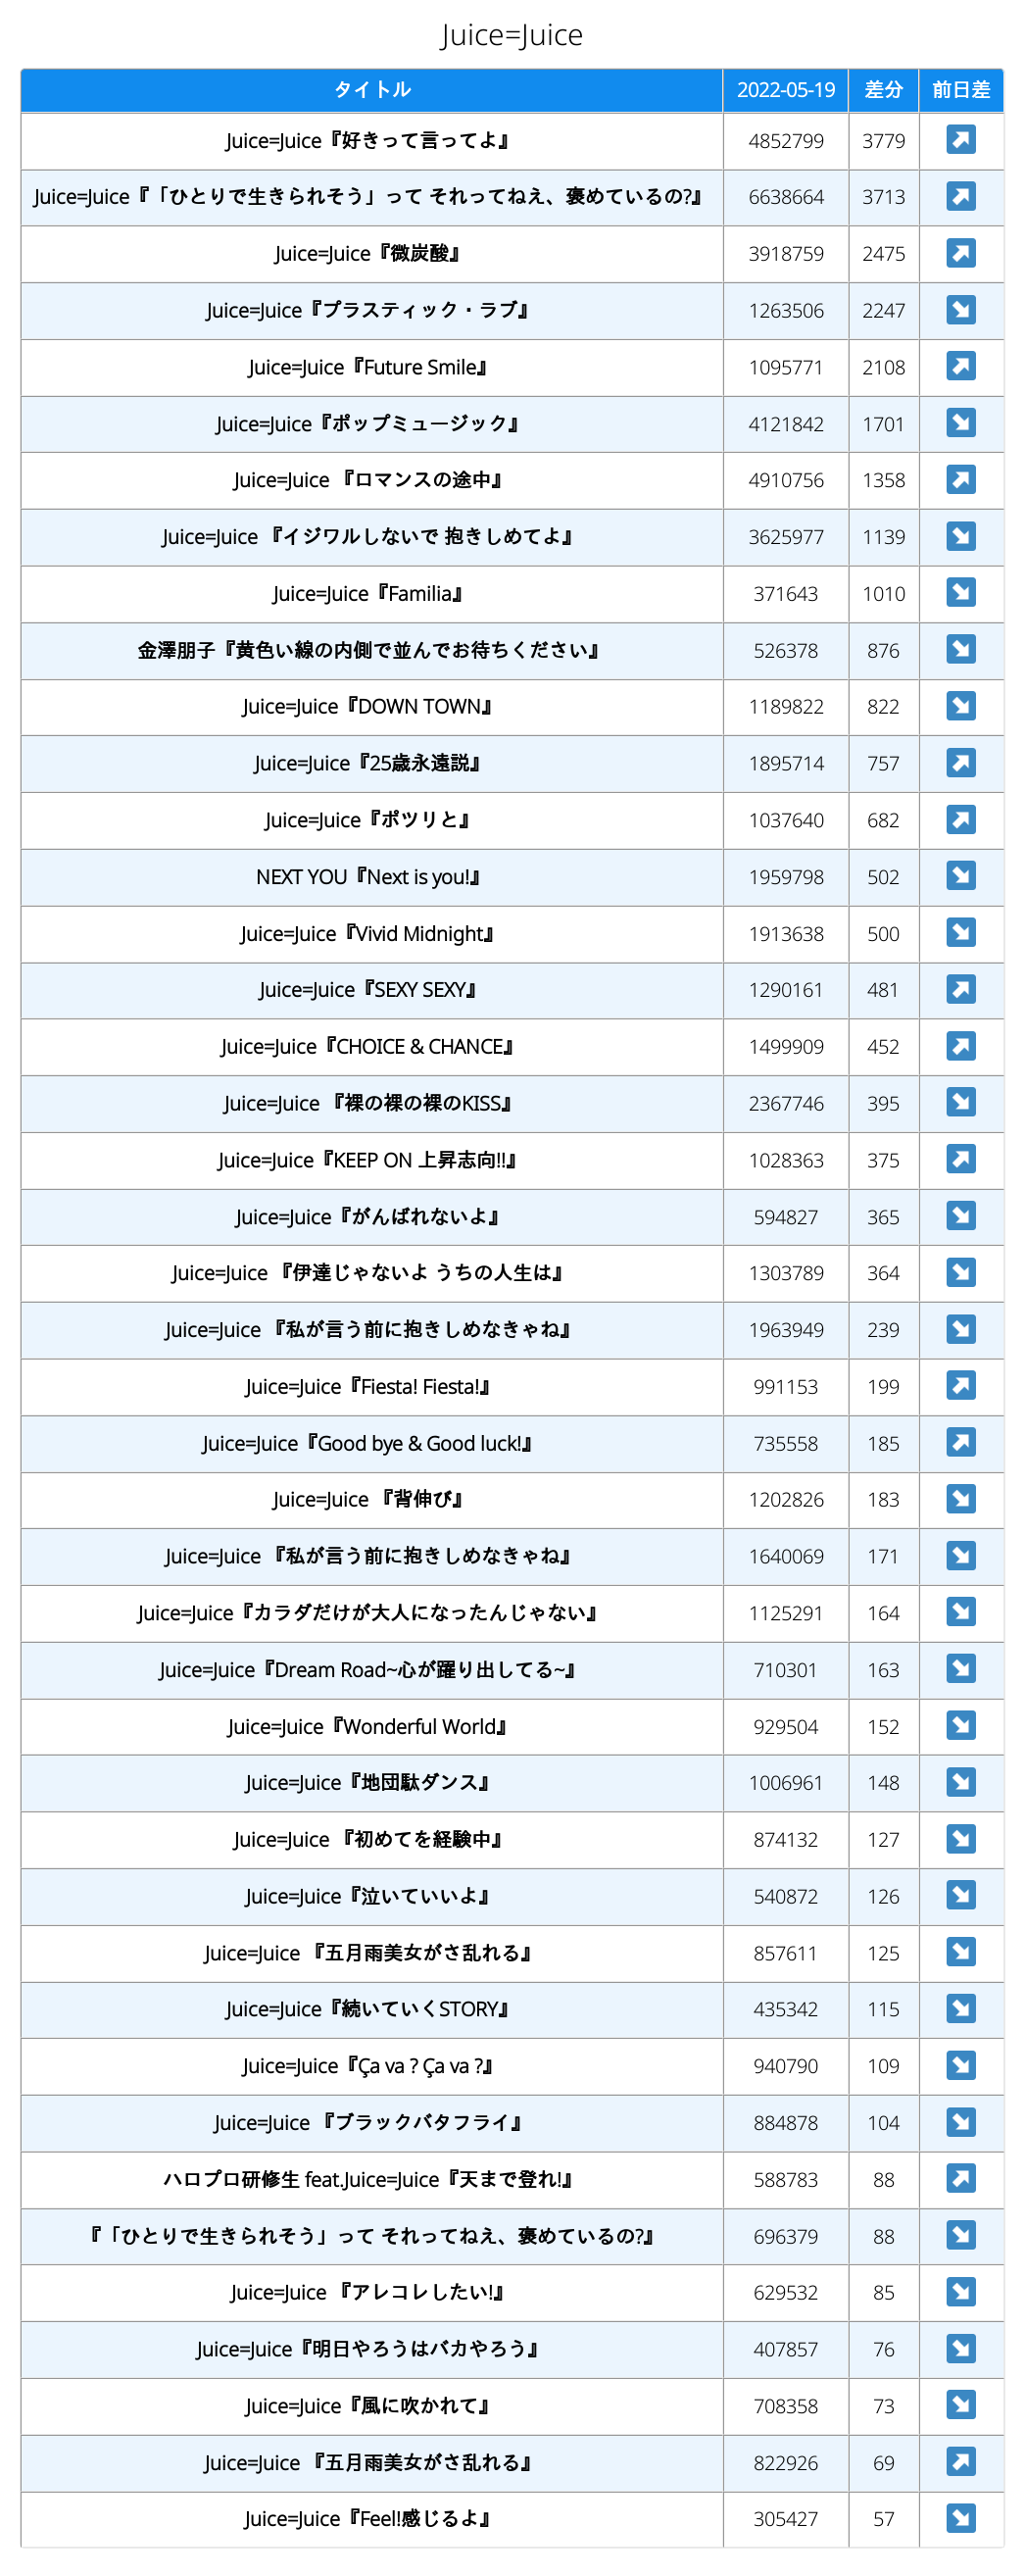 Juice=Juice
タイトル 2022-05-19 差分 前日差
Juice=Juice『好きって言ってよ』 4852799 3779
Juice=Juice『「ひとりで生きられそう」って それってねえ、褒めているの?』 6638664 3713
Juice=Juice『微炭酸』 3918759 2475
Juice=Juice『プラスティック・ラブ』 1263506 2247
Juice=Juice『Future Smile』 1095771 2108
Juice=Juice『ポップミュージック』 4121842 1701
Juice=Juice 『ロマンスの途中』 4910756 1358
Juice=Juice 『イジワルしないで 抱きしめてよ』 3625977 1139
Juice=Juice『Familia』 371643 1010
金澤朋子『黄色い線の内側で並んでお待ちください』 526378 876
Juice=Juice『DOWN TOWN』 1189822 822
Juice=Juice『25歳永遠説』 1895714 757
Juice=Juice『ポツリと』 1037640 682
NEXT YOU『Next is you!』 1959798 502
Juice=Juice『Vivid Midnight』 1913638 500
Juice=Juice『SEXY SEXY』 1290161 481
Juice=Juice『CHOICE & CHANCE』 1499909 452
Juice=Juice 『裸の裸の裸のKISS』 2367746 395
Juice=Juice『KEEP ON 上昇志向!!』 1028363 375
Juice=Juice『がんばれないよ』 594827 365
Juice=Juice 『伊達じゃないよ うちの人生は』 1303789 364
Juice=Juice 『私が言う前に抱きしめなきゃね』 1963949 239
Juice=Juice『Fiesta! Fiesta!』 991153 199
Juice=Juice『Good bye & Good luck!』 735558 185
Juice=Juice 『背伸び』 1202826 183
Juice=Juice 『私が言う前に抱きしめなきゃね』 1640069 171
Juice=Juice『カラダだけが大人になったんじゃない』 1125291 164
Juice=Juice『Dream Road~心が躍り出してる~』 710301 163
Juice=Juice『Wonderful World』 929504 152
Juice=Juice『地団駄ダンス』 1006961 148
Juice=Juice 『初めてを経験中』 874132 127
Juice=Juice『泣いていいよ』 540872 126
Juice=Juice 『五月雨美女がさ乱れる』 857611 125
Juice=Juice『続いていくSTORY』 435342 115
Juice=Juice『Ça va ? Ça va ?』 940790 109
Juice=Juice 『ブラックバタフライ』 884878 104
ハロプロ研修生 feat.Juice=Juice『天まで登れ!』 588783 88
『「ひとりで生きられそう」って それってねえ、褒めているの?』 696379 88
Juice=Juice 『アレコレしたい!』 629532 85
Juice=Juice『明日やろうはバカやろう』 407857 76
Juice=Juice『風に吹かれて』 708358 73
Juice=Juice 『五月雨美女がさ乱れる』 822926 69
Juice=Juice『Feel!感じるよ』 305427 57